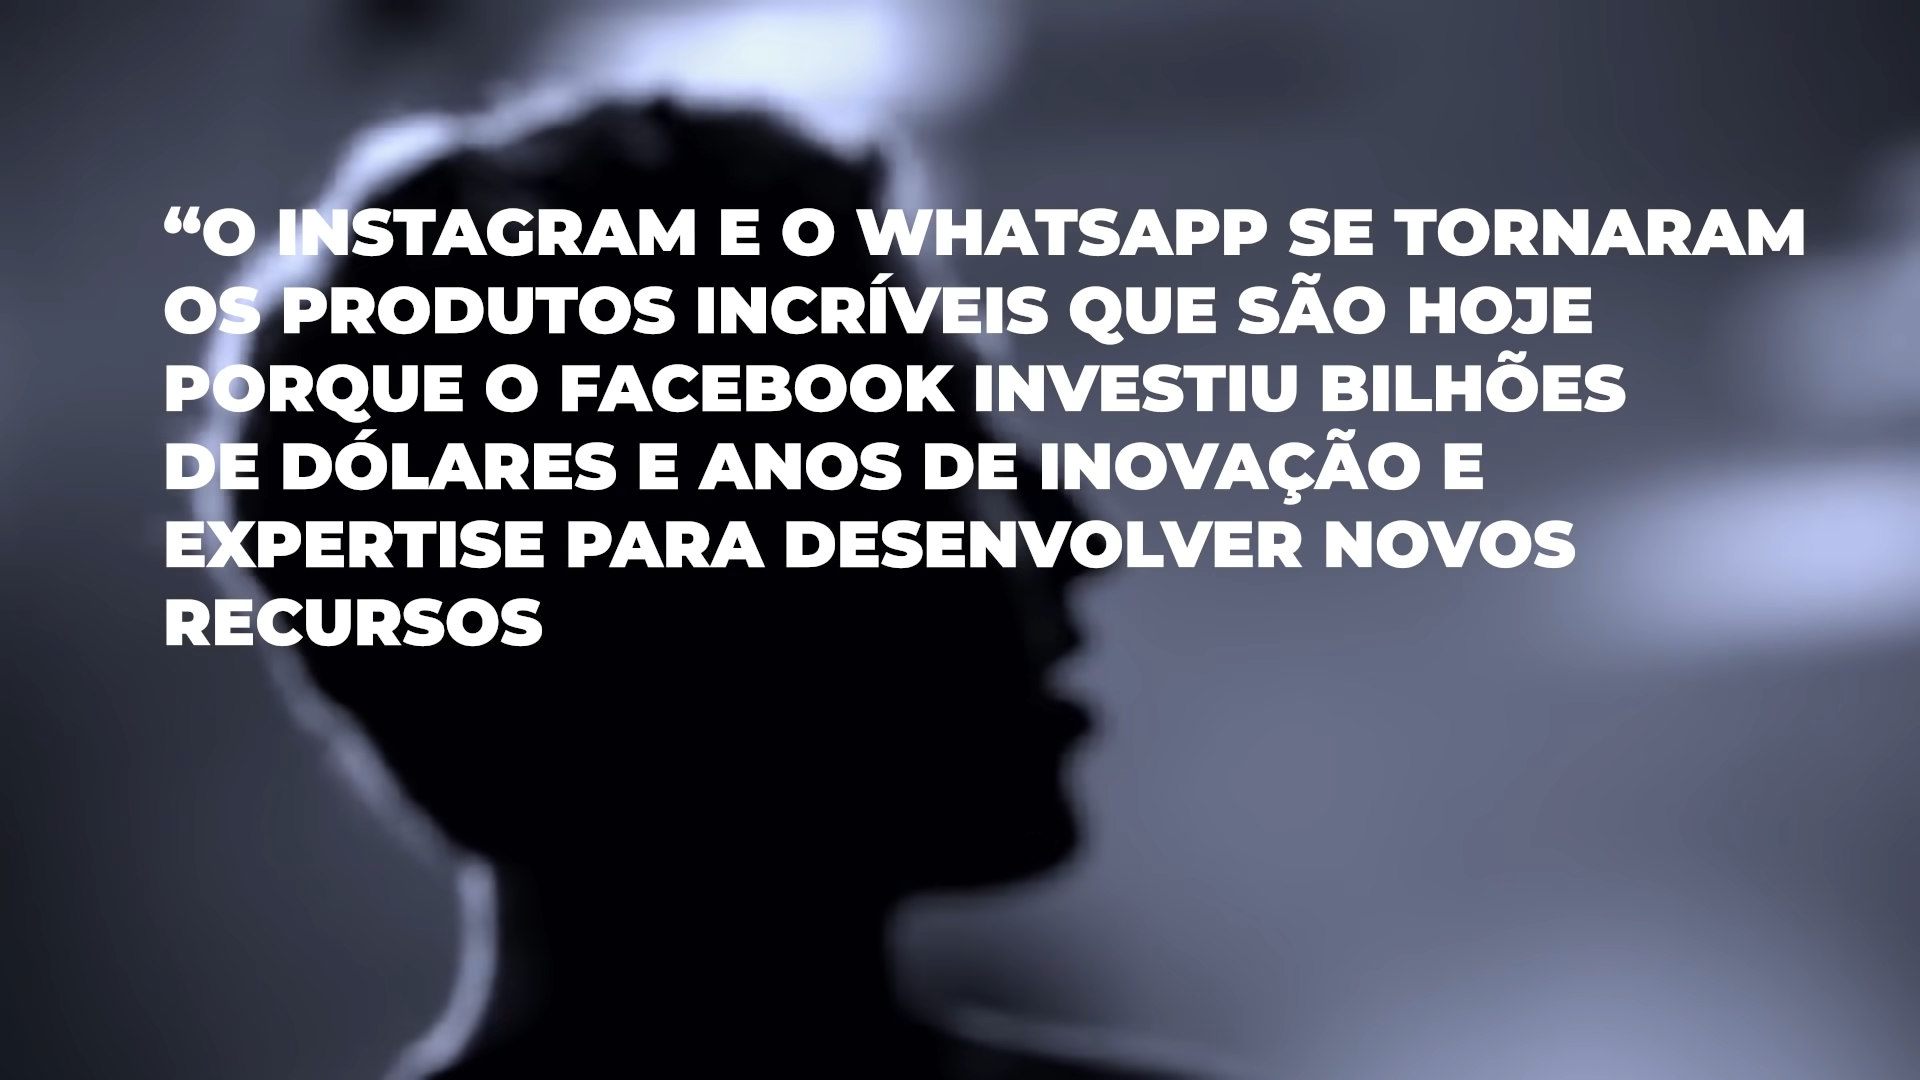 “O INSTAGRAM E O WHATSAPP SE TORNARAM
OS PRODUTOS INCRÍVEIS QUE SÃO HOJE
PORQUE O FACEBOOK INVESTIU BILHÕES
DE DÓLARES E ANOS DE INOVAÇÃO E
EXPERTISE PARA DESENVOLVER NOVOS
RECURSOS